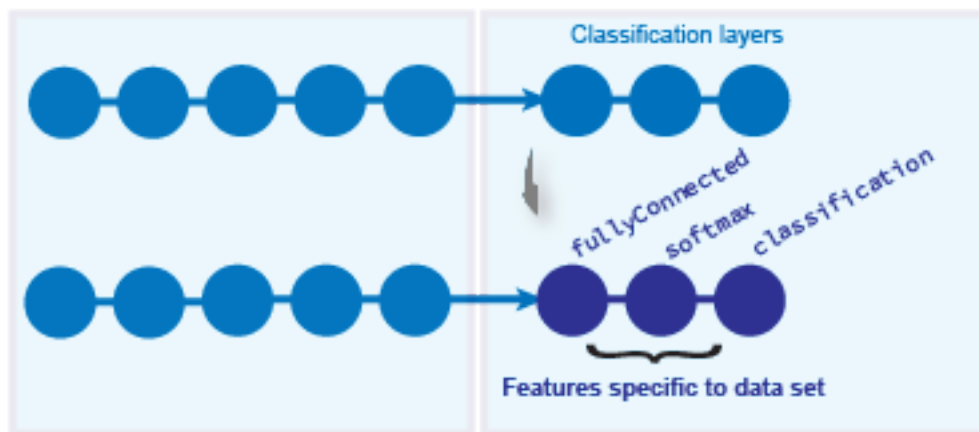 Classification layers
fullyConnected
softmax
classification
Features specific to data set